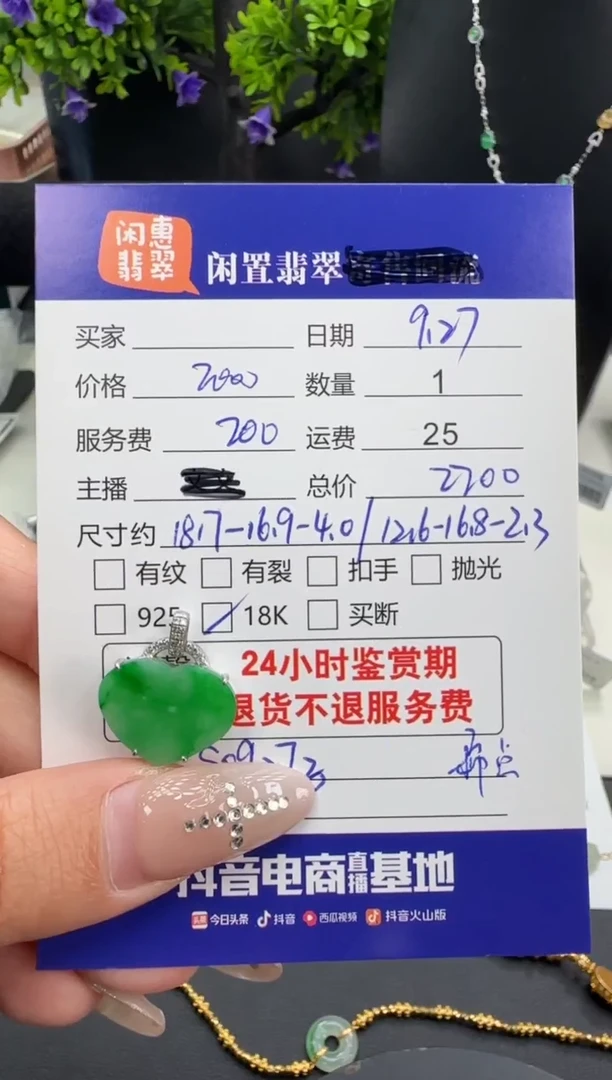 闲惠
翡翠
闲置翡翠
买家 日期 9.27
价格 2000 数量 1
服务费 200 运费 25
主播 总价 2200
尺寸约 18.7-16.9-4.0/12.6-16.8-2.3
有纹 有裂 扣手 抛光
925 18K 买断
24小时鉴赏期
退货不退服务费
抖音电商直播基地
头条 今日头条 抖音 西瓜视频 抖音火山版